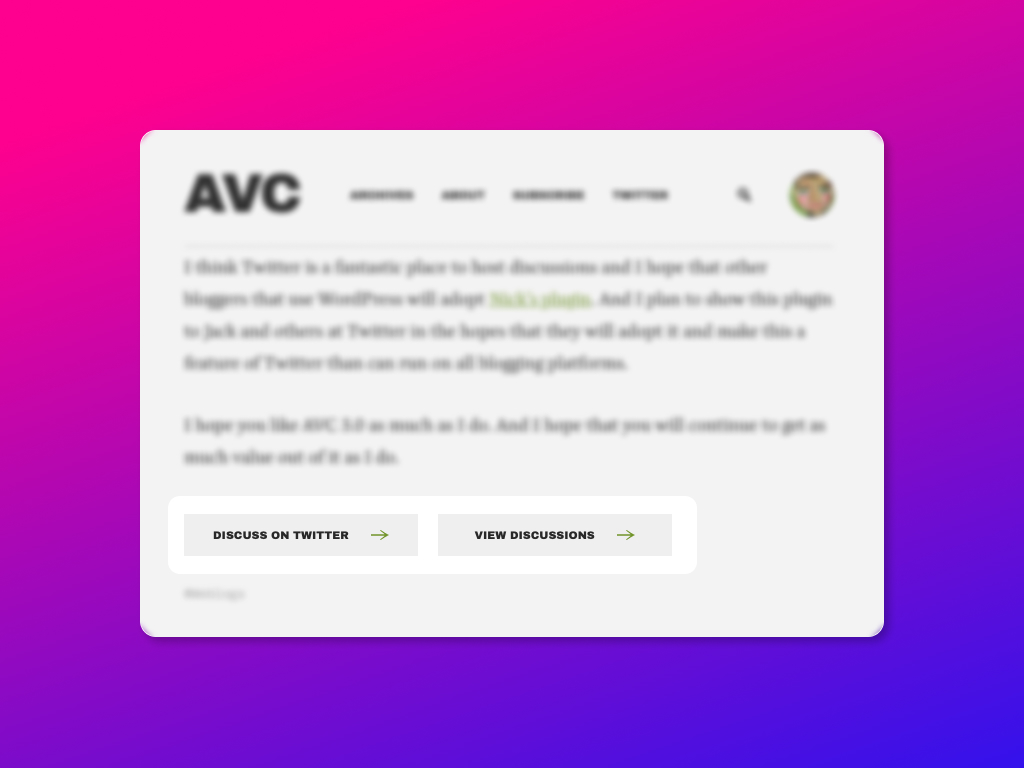 AVC
ARCHIVES ABOUT SUBSCRIBE TWITTER
I think Twitter is a fantastic place to host discussions and I hope that other
bloggers that use WordPress will adopt Nick's plugin. And I plan to show this plugin
to Jack and others at Twitter in the hopes that they will adopt it and make this a
feature of Twitter than can run on all blogging platforms.
I hope you like AVC 3.0 as much as I do. And I hope that you will continue to get as
much value out of it as I do.
DISCUSS ON TWITTER → VIEW DISCUSSIONS →
#Weblogs